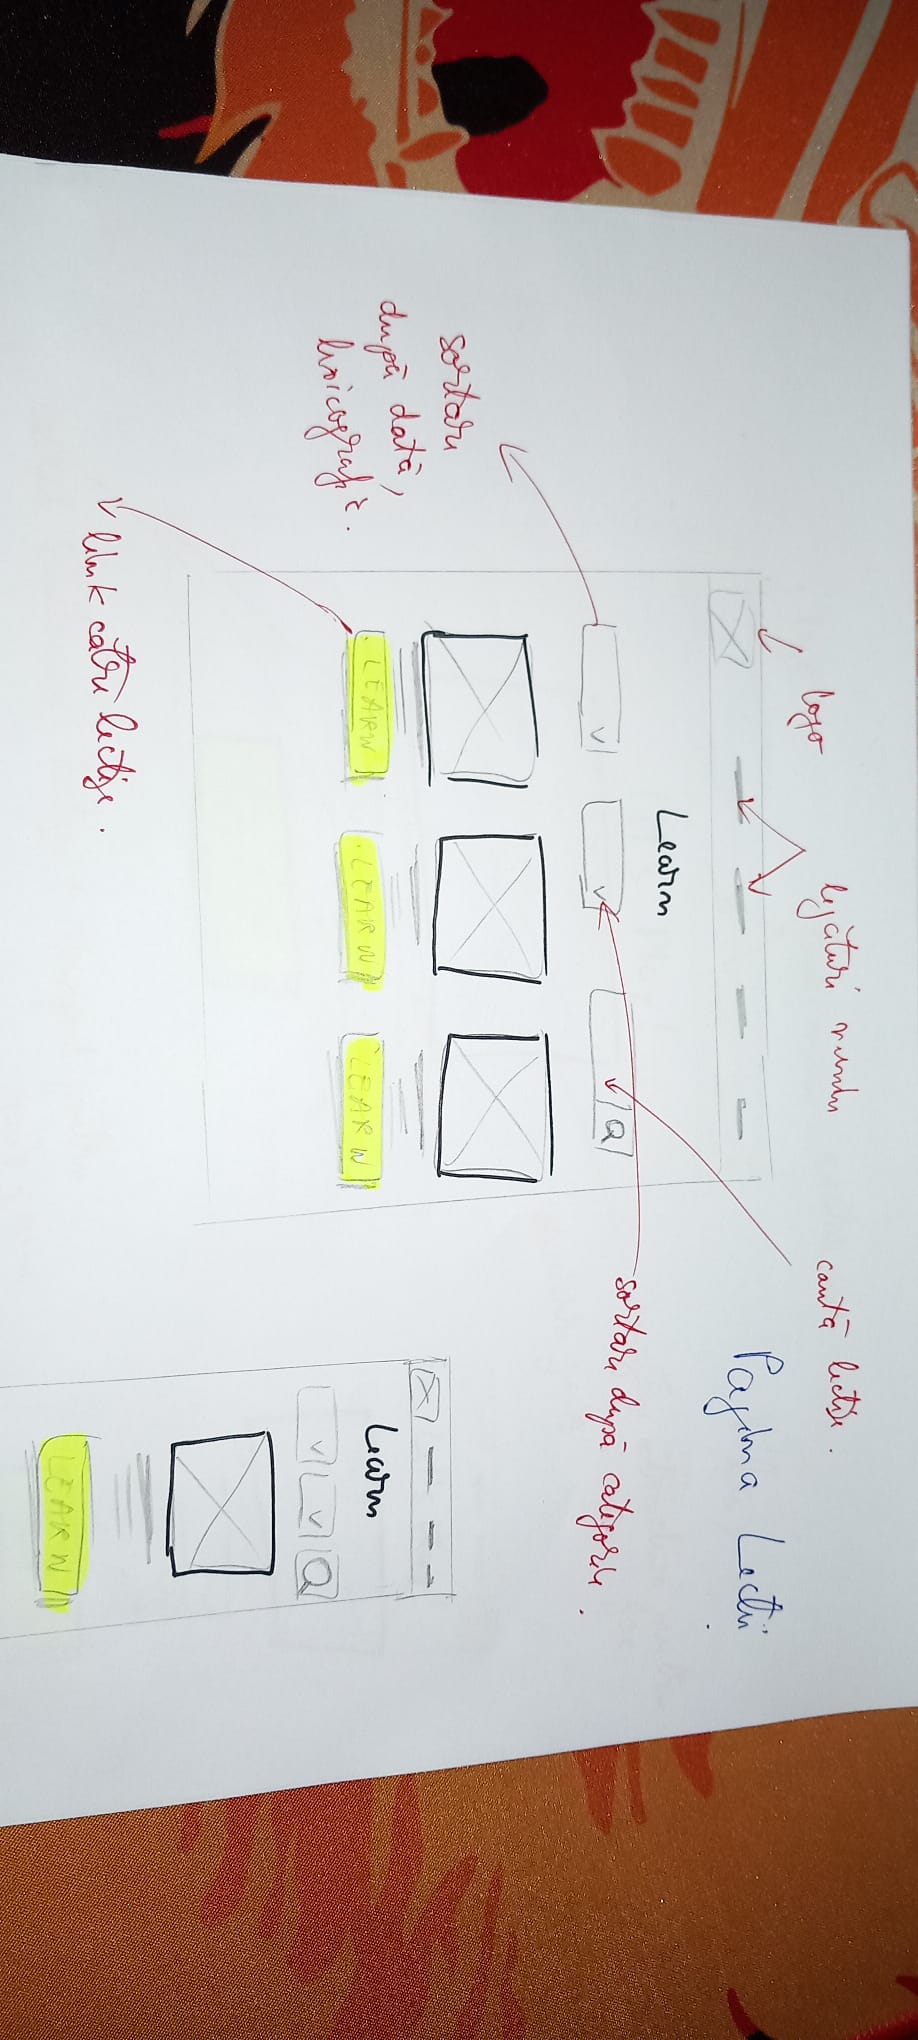 logo
legături meniu
caută lecție.
Pagina Lecții
Learn
sortare
după dată,
lexicografic.
sortare după categorie.
LEARN
LEARN
LEARN
link către lecție.
Learn
LEARN